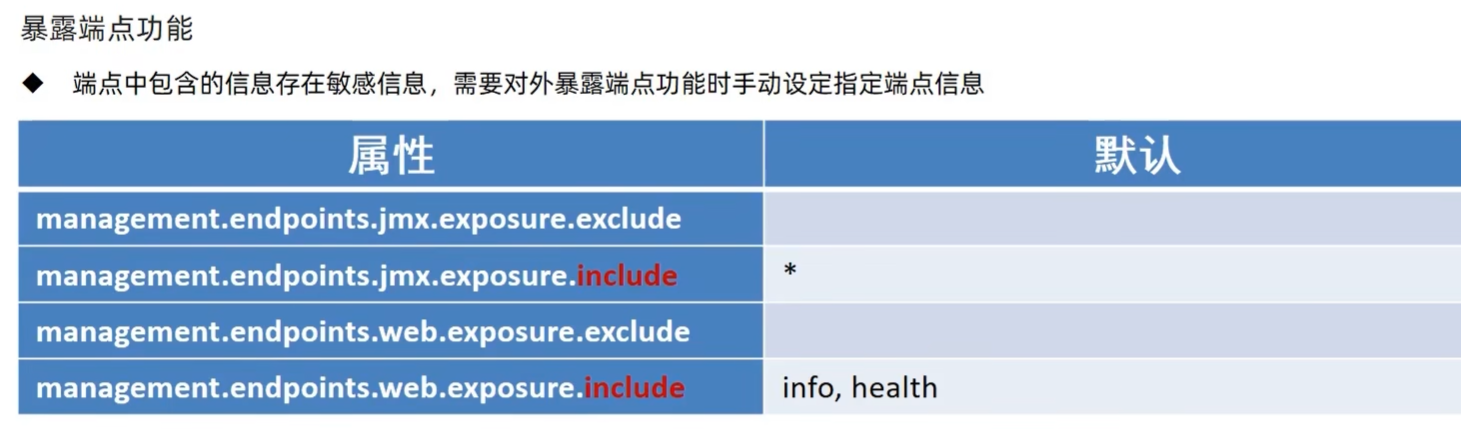 暴露端点功能
◆ 端点中包含的信息存在敏感信息，需要对外暴露端点功能时手动设定指定端点信息
属性 默认
management.endpoints.jmx.exposure.exclude
management.endpoints.jmx.exposure.include *
management.endpoints.web.exposure.exclude
management.endpoints.web.exposure.include info, health